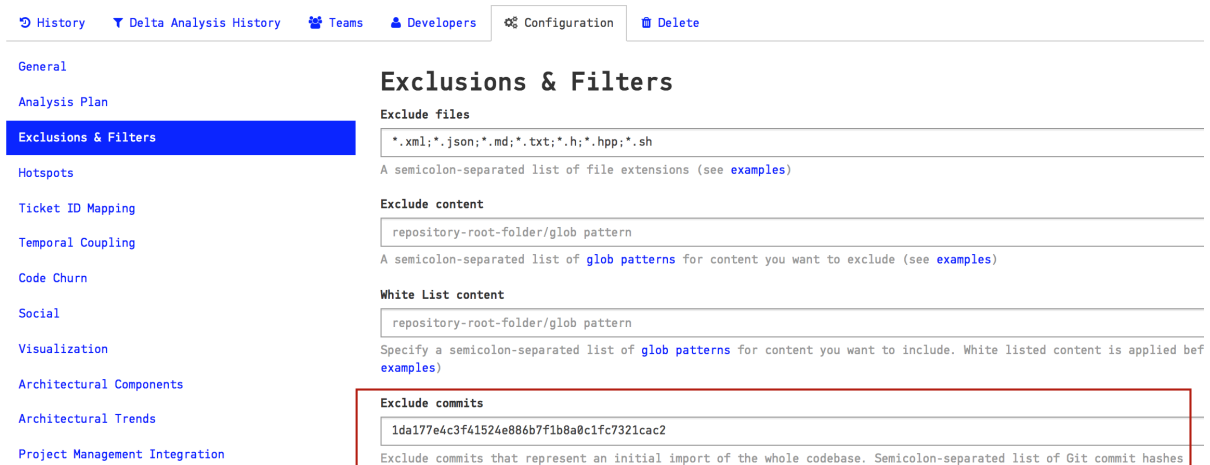 History Delta Analysis History Teams Developers Configuration Delete
General
Analysis Plan
Exclusions & Filters
Hotspots
Ticket ID Mapping
Temporal Coupling
Code Churn
Social
Visualization
Architectural Components
Architectural Trends
Project Management Integration
Exclusions & Filters
Exclude files
*.xml;*.json;*.md;*.txt;*.h;*.hpp;*.sh
A semicolon-separated list of file extensions (see examples)
Exclude content
repository-root-folder/glob pattern
A semicolon-separated list of glob patterns for content you want to exclude (see examples)
White List content
repository-root-folder/glob pattern
Specify a semicolon-separated list of glob patterns for content you want to include. White listed content is applied bef
examples)
Exclude commits
1da177e4c3f41524e886b7f1b8a0c1fc7321cac2
Exclude commits that represent an initial import of the whole codebase. Semicolon-separated list of Git commit hashes